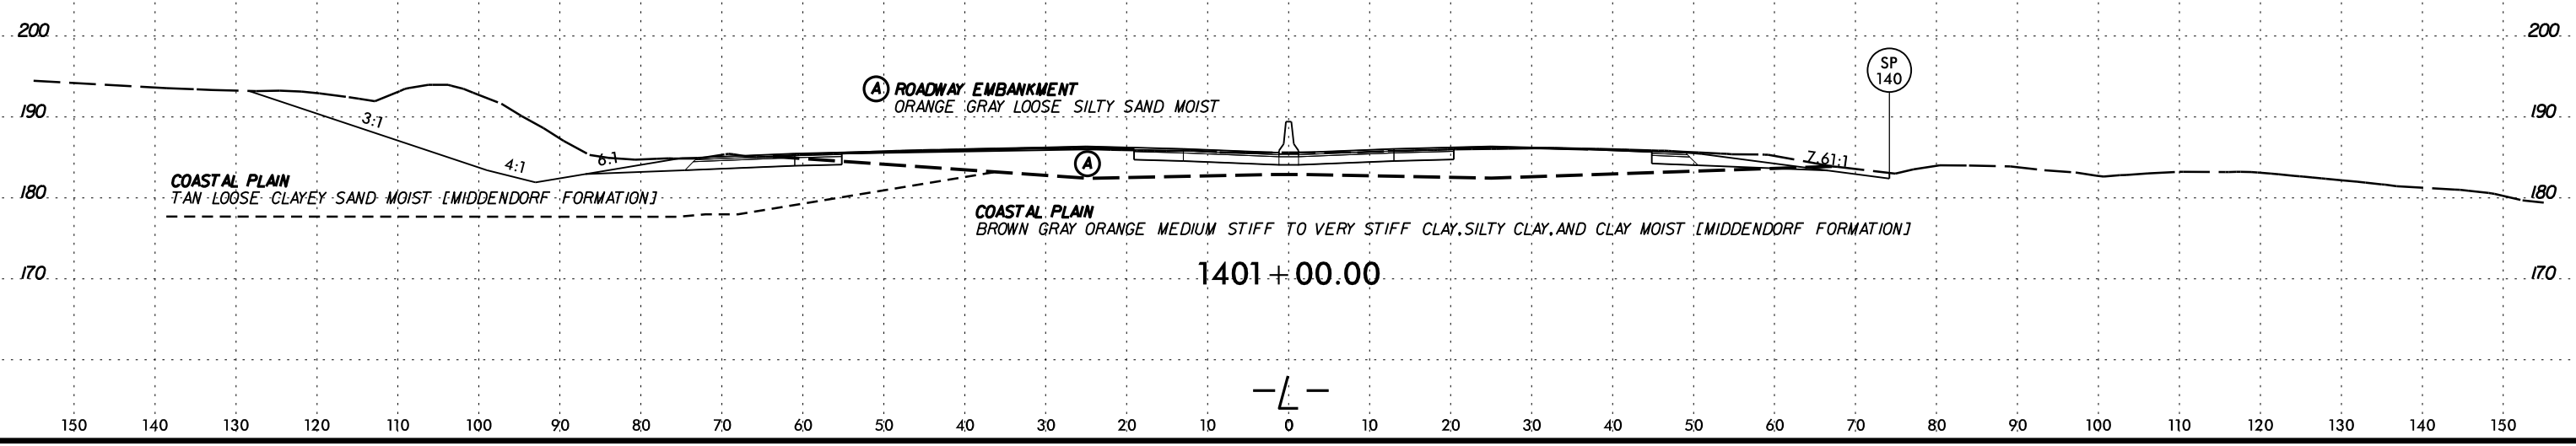 200 200
SP
140
Ⓐ ROADWAY EMBANKMENT
ORANGE GRAY LOOSE SILTY SAND MOIST
190 190
3:1
4:1
6:1
A
7.61:1
COASTAL PLAIN
TAN LOOSE CLAYEY SAND MOIST [MIDDENDORF FORMATION]
180 180
COASTAL PLAIN
BROWN GRAY ORANGE MEDIUM STIFF TO VERY STIFF CLAY,SILTY CLAY,AND CLAY MOIST [MIDDENDORF FORMATION]
170 170
1401+00.00
-L-
150 140 130 120 110 100 90 80 70 60 50 40 30 20 10 0 10 20 30 40 50 60 70 80 90 100 110 120 130 140 150